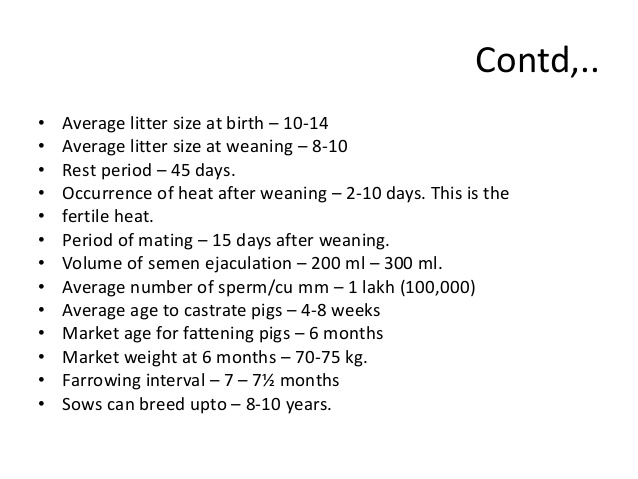 Contd,..
• Average litter size at birth – 10-14
• Average litter size at weaning – 8-10
• Rest period – 45 days.
• Occurrence of heat after weaning – 2-10 days. This is the
• fertile heat.
• Period of mating – 15 days after weaning.
• Volume of semen ejaculation – 200 ml – 300 ml.
• Average number of sperm/cu mm – 1 lakh (100,000)
• Average age to castrate pigs – 4-8 weeks
• Market age for fattening pigs – 6 months
• Market weight at 6 months – 70-75 kg.
• Farrowing interval – 7 – 7½ months
• Sows can breed upto – 8-10 years.